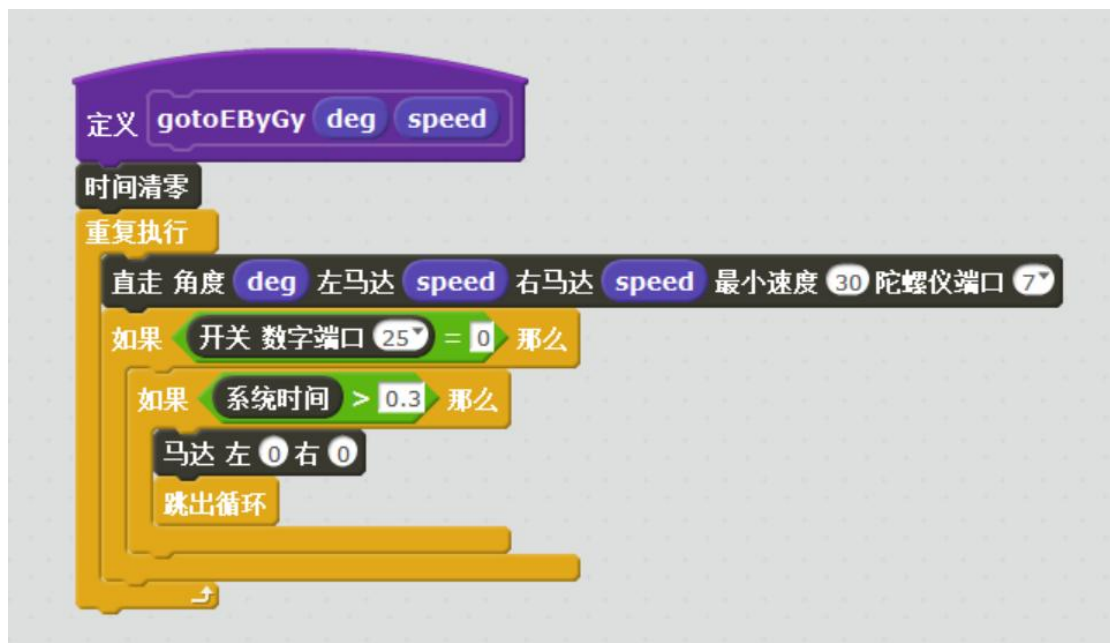 定义 gotoEByGy deg speed
时间清零
重复执行
直走 角度 deg 左马达 speed 右马达 speed 最小速度 30 陀螺仪端口 7
如果 开关 数字端口 25 = 0 那么
如果 系统时间 > 0.3 那么
马达 左 0 右 0
跳出循环